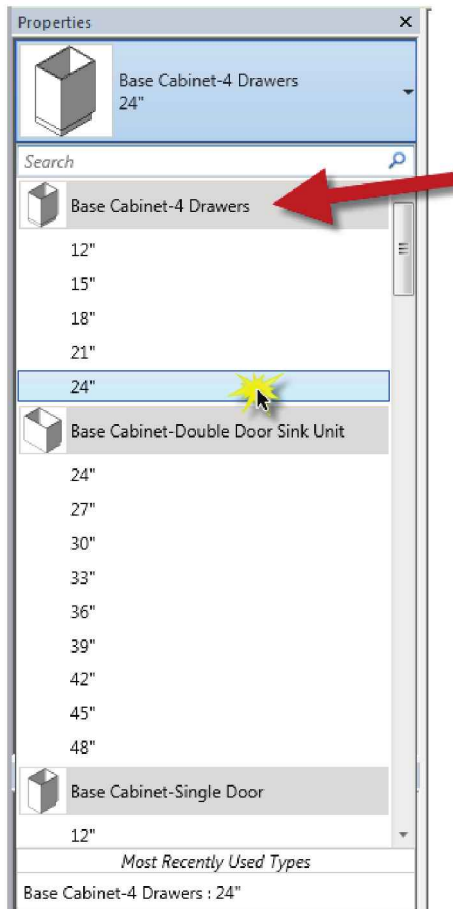 Properties
Base Cabinet-4 Drawers
24"
Search
Base Cabinet-4 Drawers
12"
15"
18"
21"
24"
Base Cabinet-Double Door Sink Unit
24"
27"
30"
33"
36"
39"
42"
45"
48"
Base Cabinet-Single Door
12"
Most Recently Used Types
Base Cabinet-4 Drawers : 24"